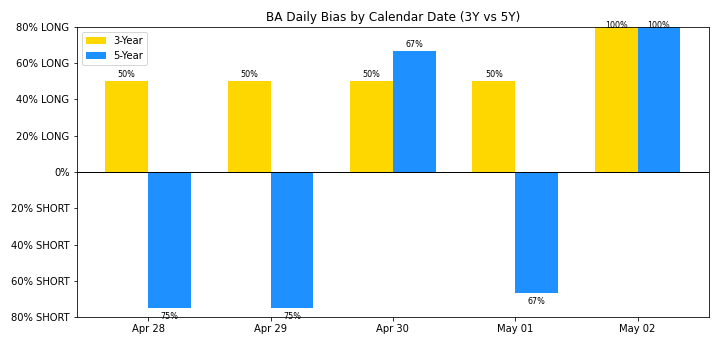 BA Daily Bias by Calendar Date (3Y vs 5Y)
3-Year
5-Year
80% LONG
60% LONG
40% LONG
20% LONG
0%
20% SHORT
40% SHORT
60% SHORT
80% SHORT
50%
50%
50%
67%
50%
100%
100%
75%
75%
67%
Apr 28
Apr 29
Apr 30
May 01
May 02